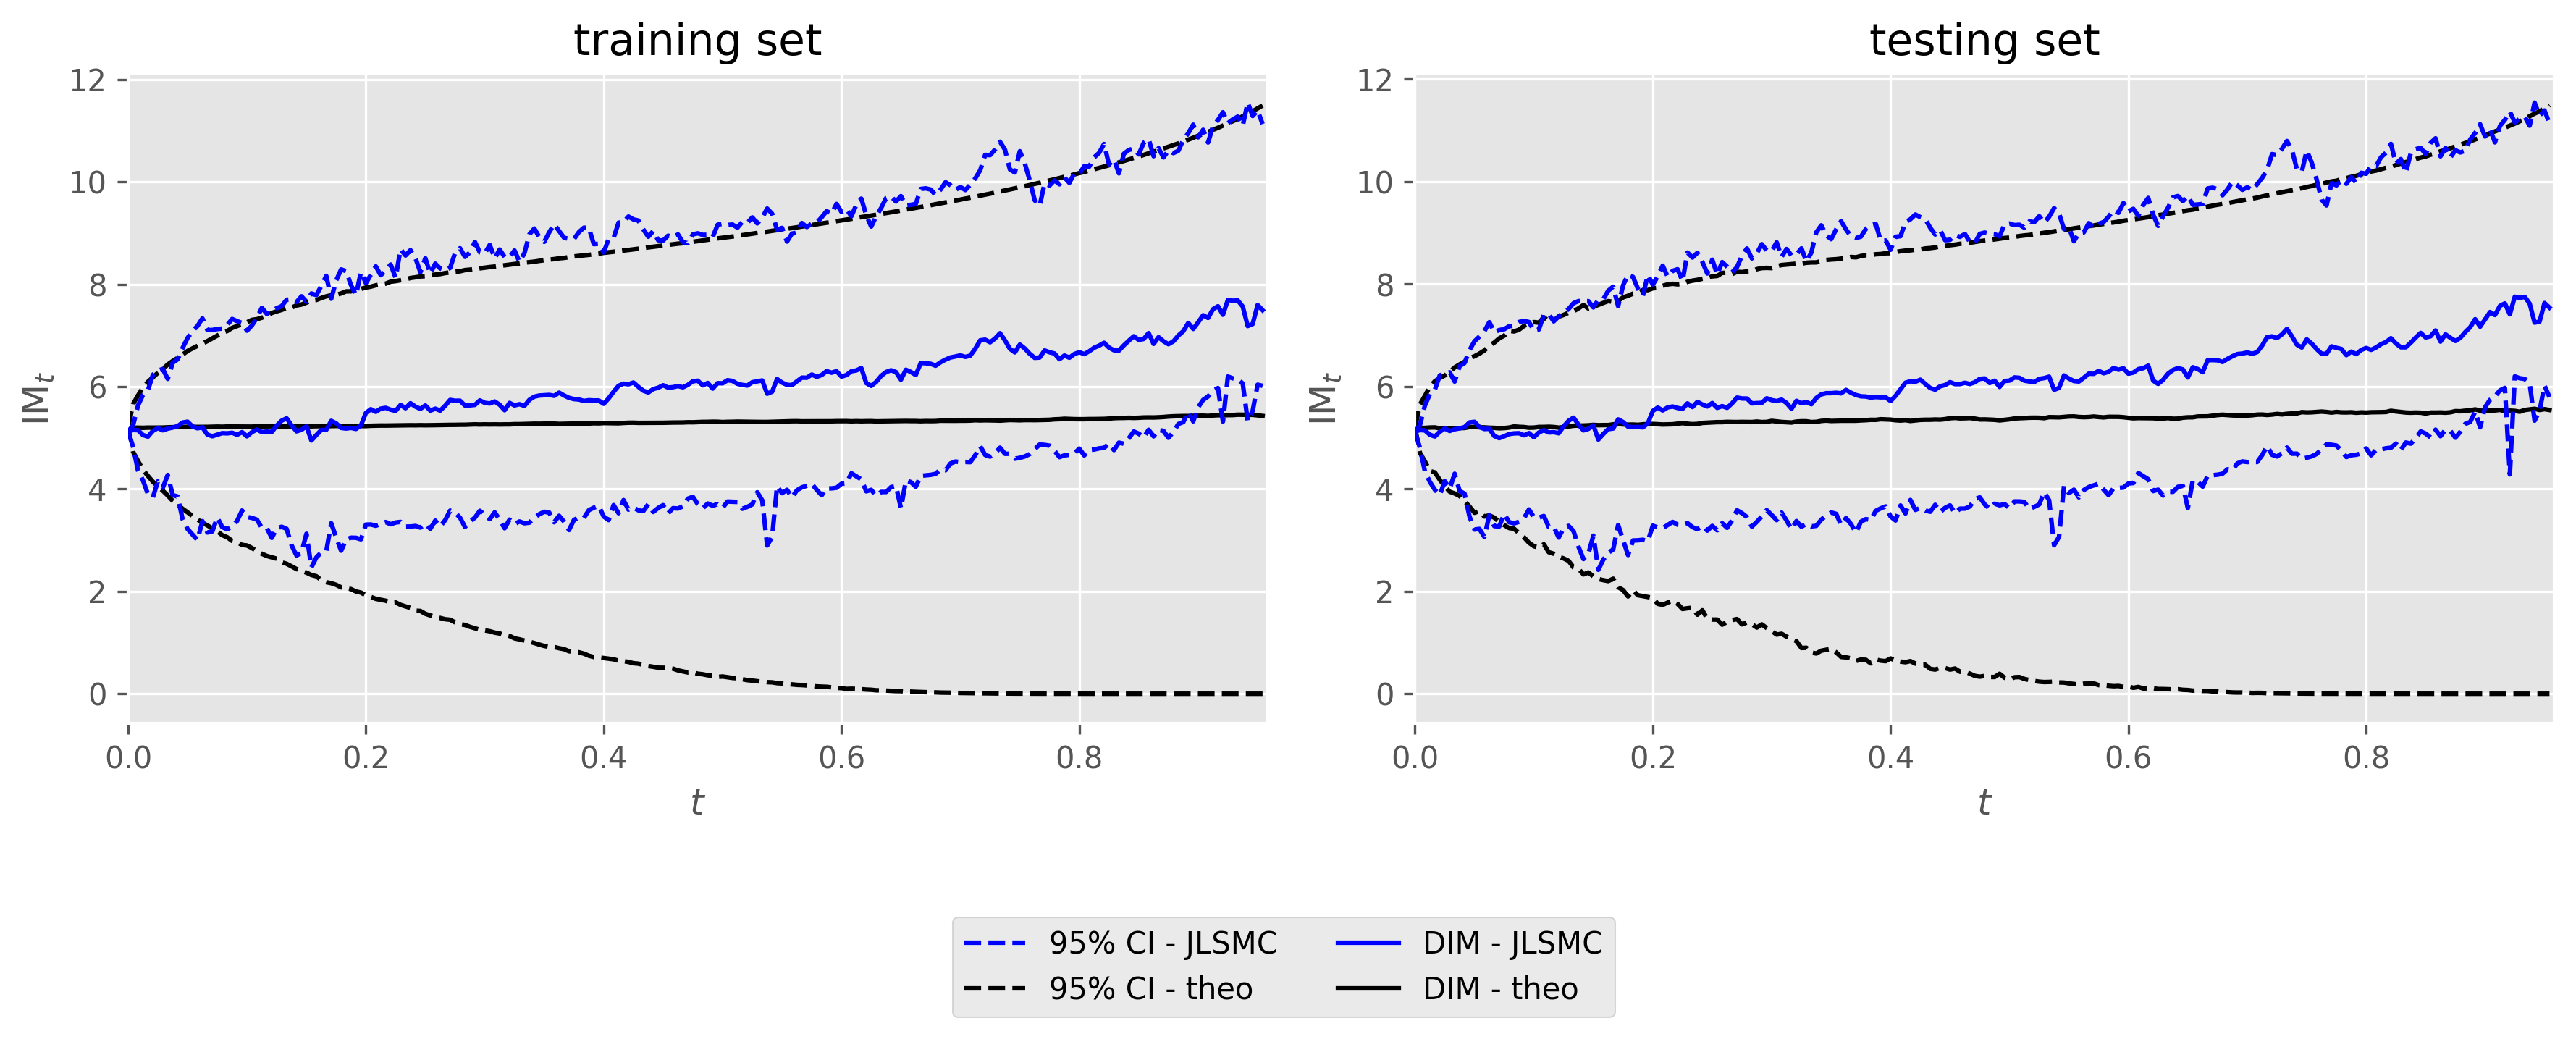 training set
testing set
12
10
8
6
4
2
0
IM_t
0.0 0.2 0.4 0.6 0.8
t
12
10
8
6
4
2
0
IM_t
0.0 0.2 0.4 0.6 0.8
t
95% CI - JLSMC
95% CI - theo
DIM - JLSMC
DIM - theo